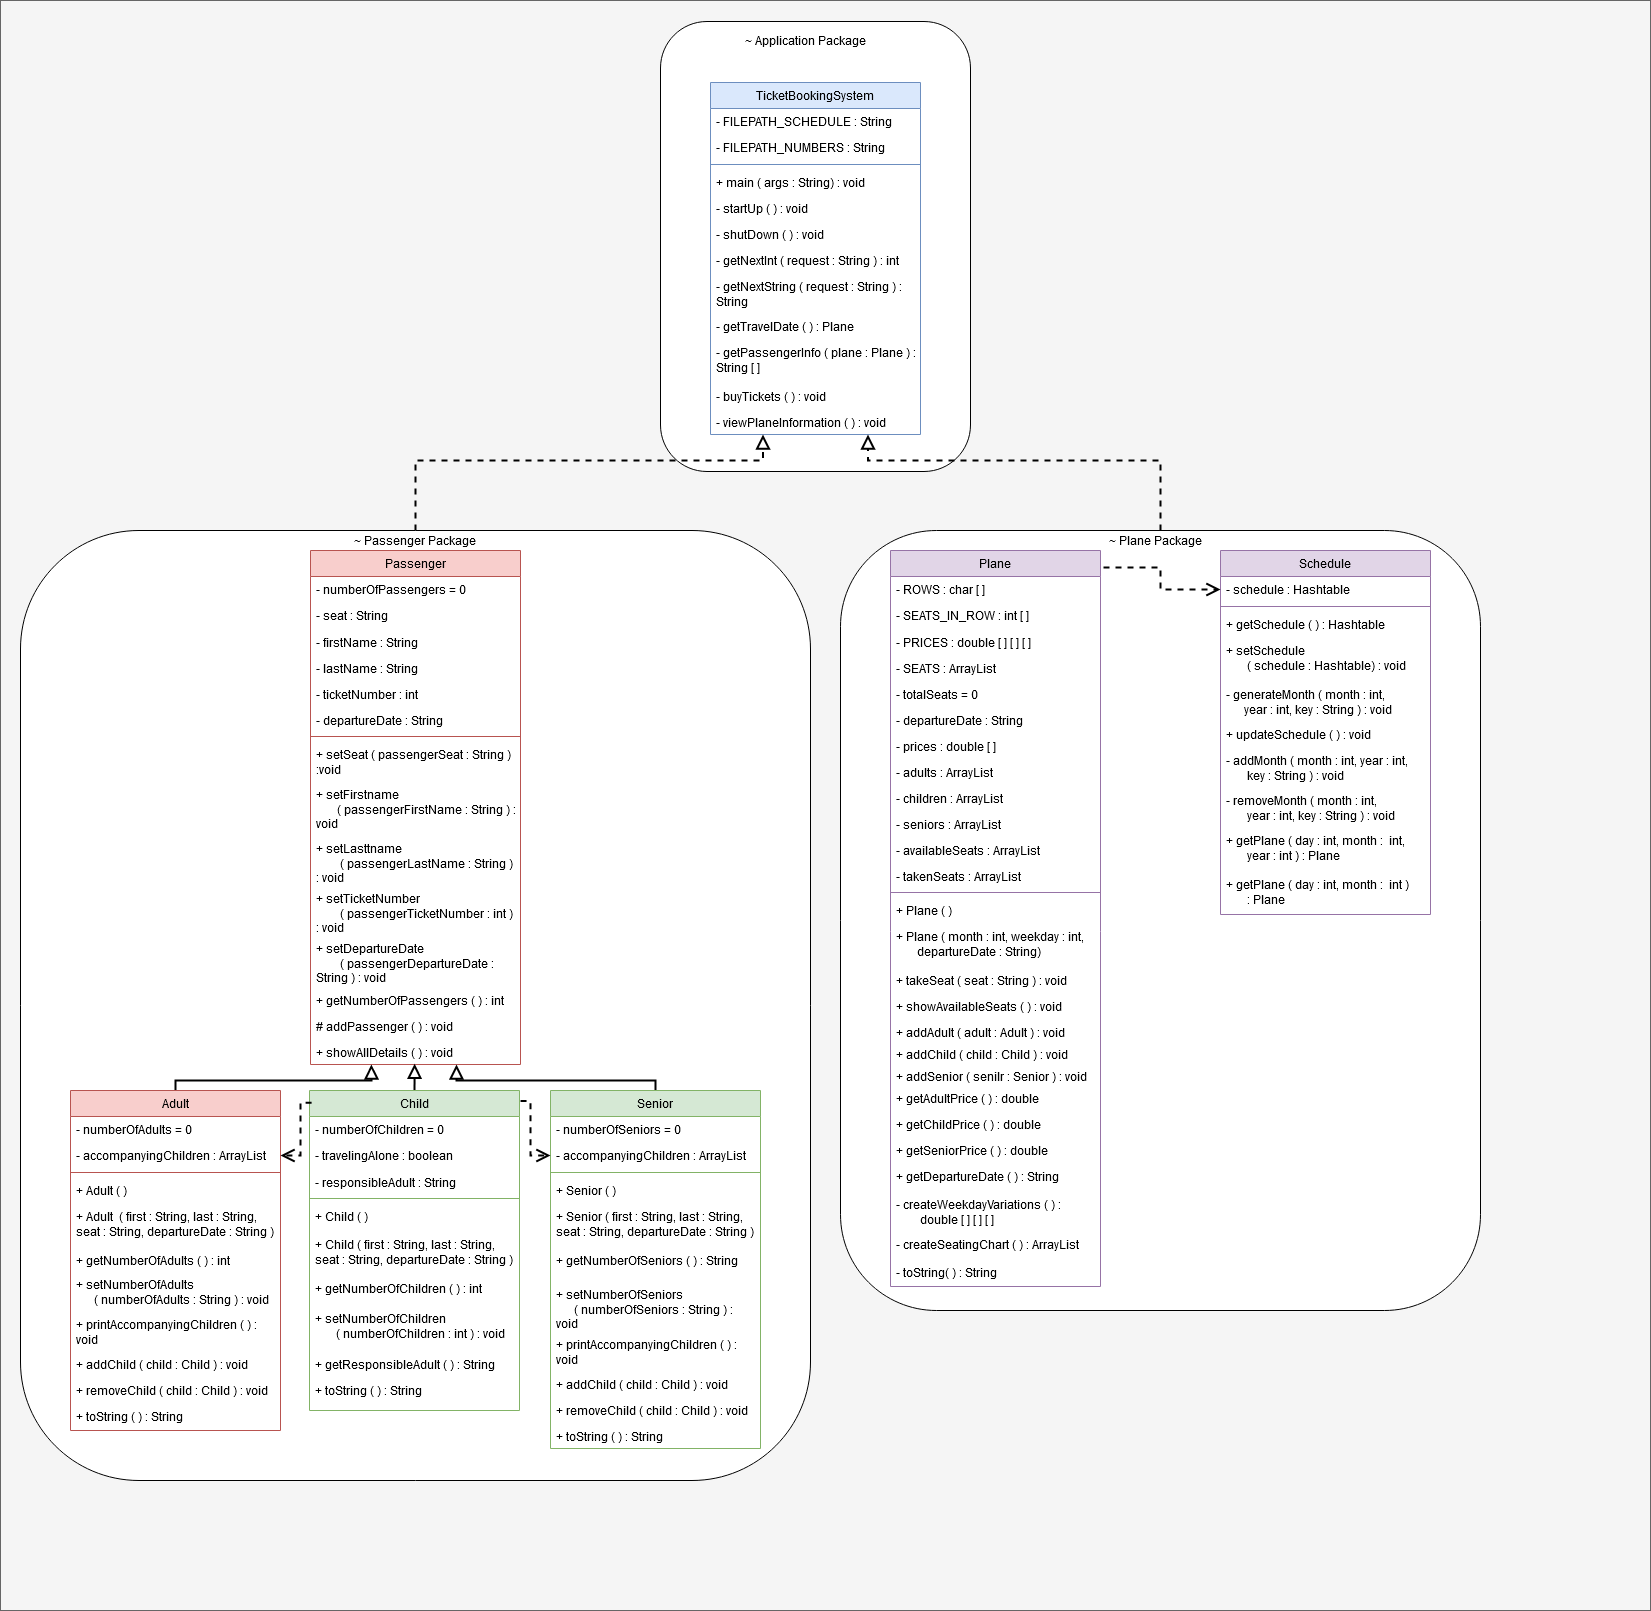 ~ Application Package
TicketBookingSystem
- FILEPATH_SCHEDULE : String
- FILEPATH_NUMBERS : String
+ main ( args : String) : void
- startUp ( ) : void
- shutDown ( ) : void
- getNextInt ( request : String ) : int
- getNextString ( request : String ) :
String
- getTravelDate ( ) : Plane
- getPassengerInfo ( plane : Plane ) :
String [ ]
- buyTickets ( ) : void
- viewPlaneInformation ( ) : void
~ Passenger Package
Passenger
- numberOfPassengers = 0
- seat : String
- firstName : String
- lastName : String
- ticketNumber : int
- departureDate : String
+ setSeat ( passengerSeat : String )
:void
+ setFirstname
( passengerFirstName : String ) :
void
+ setLasttname
( passengerLastName : String )
: void
+ setTicketNumber
( passengerTicketNumber : int )
: void
+ setDepartureDate
( passengerDepartureDate :
String ) : void
+ getNumberOfPassengers ( ) : int
# addPassenger ( ) : void
+ showAllDetails ( ) : void
Adult
- numberOfAdults = 0
- accompanyingChildren : ArrayList
+ Adult ( )
+ Adult ( first : String, last : String,
seat : String, departureDate : String )
+ getNumberOfAdults ( ) : int
+ setNumberOfAdults
( numberOfAdults : String ) : void
+ printAccompanyingChildren ( ) :
void
+ addChild ( child : Child ) : void
+ removeChild ( child : Child ) : void
+ toString ( ) : String
Child
- numberOfChildren = 0
- travelingAlone : boolean
- responsibleAdult : String
+ Child ( )
+ Child ( first : String, last : String,
seat : String, departureDate : String )
+ getNumberOfChildren ( ) : int
+ setNumberOfChildren
( numberOfChildren : int ) : void
+ getResponsibleAdult ( ) : String
+ toString ( ) : String
Senior
- numberOfSeniors = 0
- accompanyingChildren : ArrayList
+ Senior ( )
+ Senior ( first : String, last : String,
seat : String, departureDate : String )
+ getNumberOfSeniors ( ) : String
+ setNumberOfSeniors
( numberOfSeniors : String ) :
void
+ printAccompanyingChildren ( ) :
void
+ addChild ( child : Child ) : void
+ removeChild ( child : Child ) : void
+ toString ( ) : String
~ Plane Package
Plane
- ROWS : char [ ]
- SEATS_IN_ROW : int [ ]
- PRICES : double [ ] [ ] [ ]
- SEATS : ArrayList
- totalSeats = 0
- departureDate : String
- prices : double [ ]
- adults : ArrayList
- children : ArrayList
- seniors : ArrayList
- availableSeats : ArrayList
- takenSeats : ArrayList
+ Plane ( )
+ Plane ( month : int, weekday : int,
departureDate : String)
+ takeSeat ( seat : String ) : void
+ showAvailableSeats ( ) : void
+ addAdult ( adult : Adult ) : void
+ addChild ( child : Child ) : void
+ addSenior ( senilr : Senior ) : void
+ getAdultPrice ( ) : double
+ getChildPrice ( ) : double
+ getSeniorPrice ( ) : double
+ getDepartureDate ( ) : String
- createWeekdayVariations ( ) :
double [ ] [ ] [ ]
- createSeatingChart ( ) : ArrayList
- toString( ) : String
Schedule
- schedule : Hashtable
+ getSchedule ( ) : Hashtable
+ setSchedule
( schedule : Hashtable) : void
- generateMonth ( month : int,
year : int, key : String ) : void
+ updateSchedule ( ) : void
- addMonth ( month : int, year : int,
key : String ) : void
- removeMonth ( month : int,
year : int, key : String ) : void
+ getPlane ( day : int, month : int,
year : int ) : Plane
+ getPlane ( day : int, month : int )
: Plane